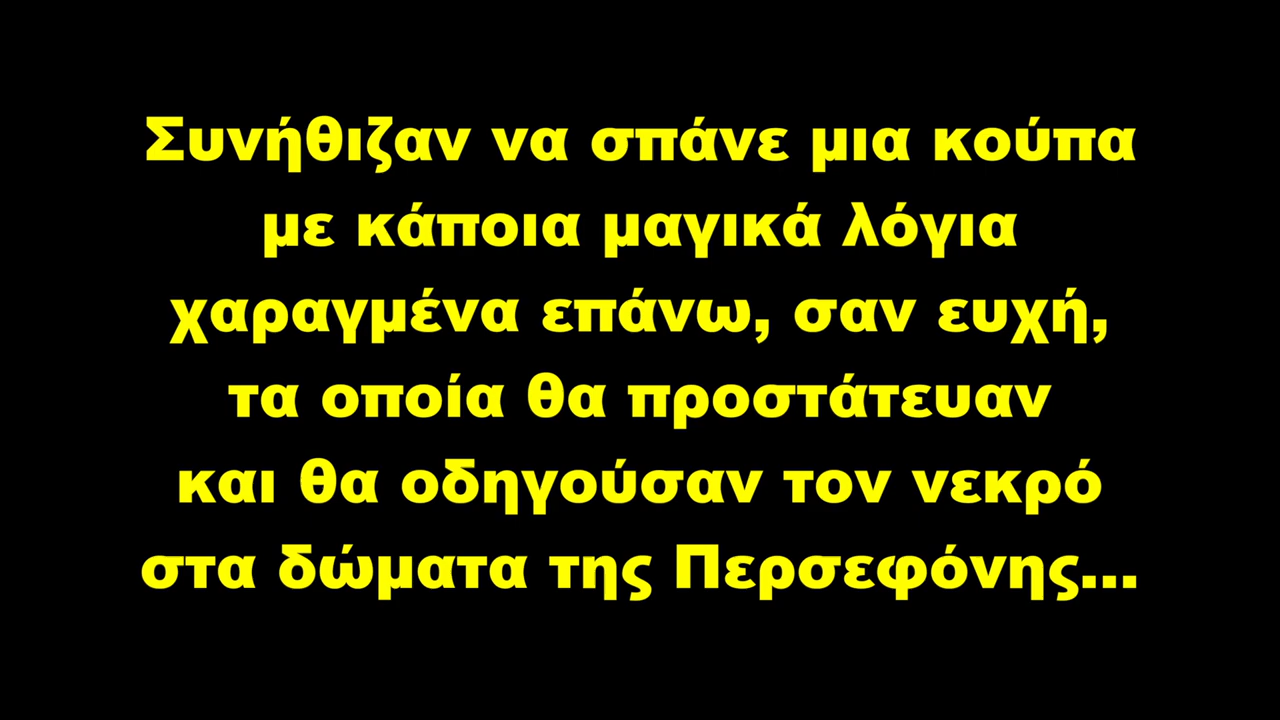 Συνήθιζαν να σπάνε μια κούπα
με κάποια μαγικά λόγια
χαραγμένα επάνω, σαν ευχή,
τα οποία θα προστάτευαν
και θα οδηγούσαν τον νεκρό
στα δώματα της Περσεφόνης...